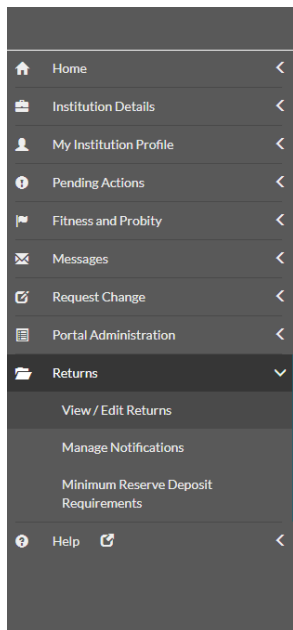 Home
Institution Details
My Institution Profile
Pending Actions
Fitness and Probity
Messages
Request Change
Portal Administration
Returns
View / Edit Returns
Manage Notifications
Minimum Reserve Deposit
Requirements
Help